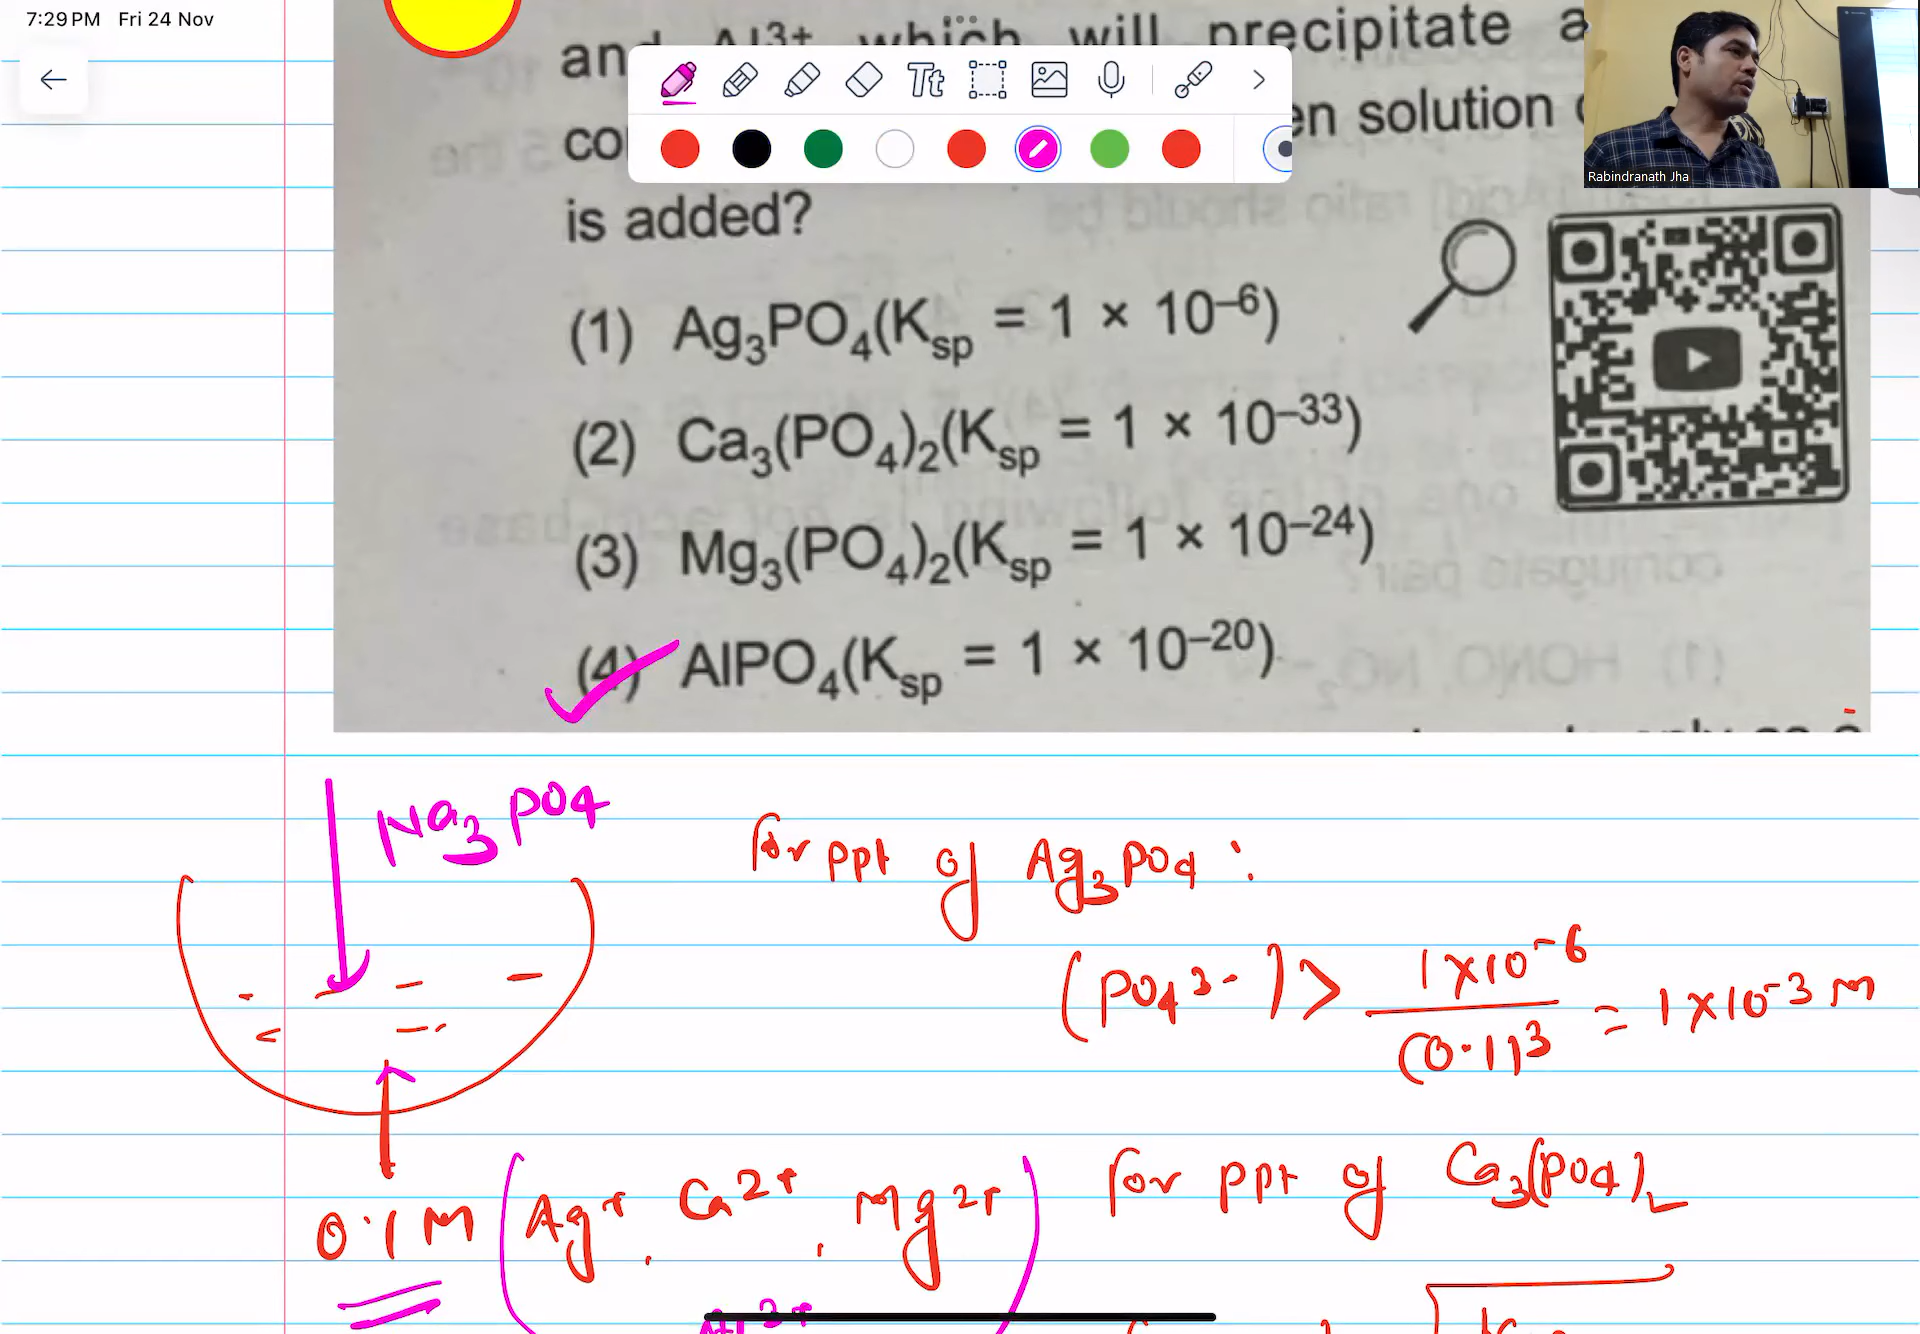 7:29 PM Fri 24 Nov
which will precipitate
en solution
co
is added?
Rabindranath Jha
Tt
(1) Ag₃PO₄(Ksp = 1 × 10⁻⁶)
(2) Ca₃(PO₄)₂(Ksp = 1 × 10⁻³³)
(3) Mg₃(PO₄)₂(Ksp = 1 × 10⁻²⁴)
(4) AlPO₄(Ksp = 1 × 10⁻²⁰)
Na₃PO4
for ppt of Ag₃PO4 :
(PO4³⁻) > 1×10⁻⁶ / (0.1)³ = 1×10⁻³ M
0.1 M (Ag⁺, Ca²⁺, Mg²⁺)
for ppt of Ca₃(PO4)₂